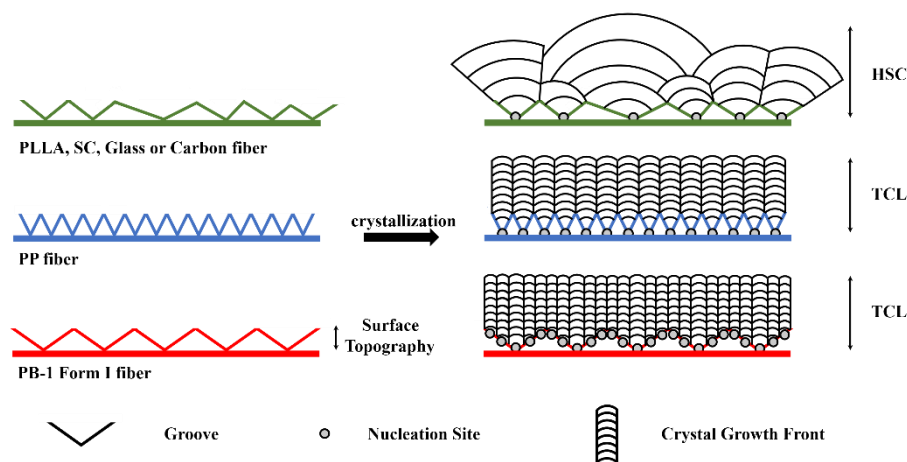 HSC
PLLA, SC, Glass or Carbon fiber
TCL
crystallization
PP fiber
TCL
Surface
Topography
PB-1 Form I fiber
Groove
Nucleation Site
Crystal Growth Front